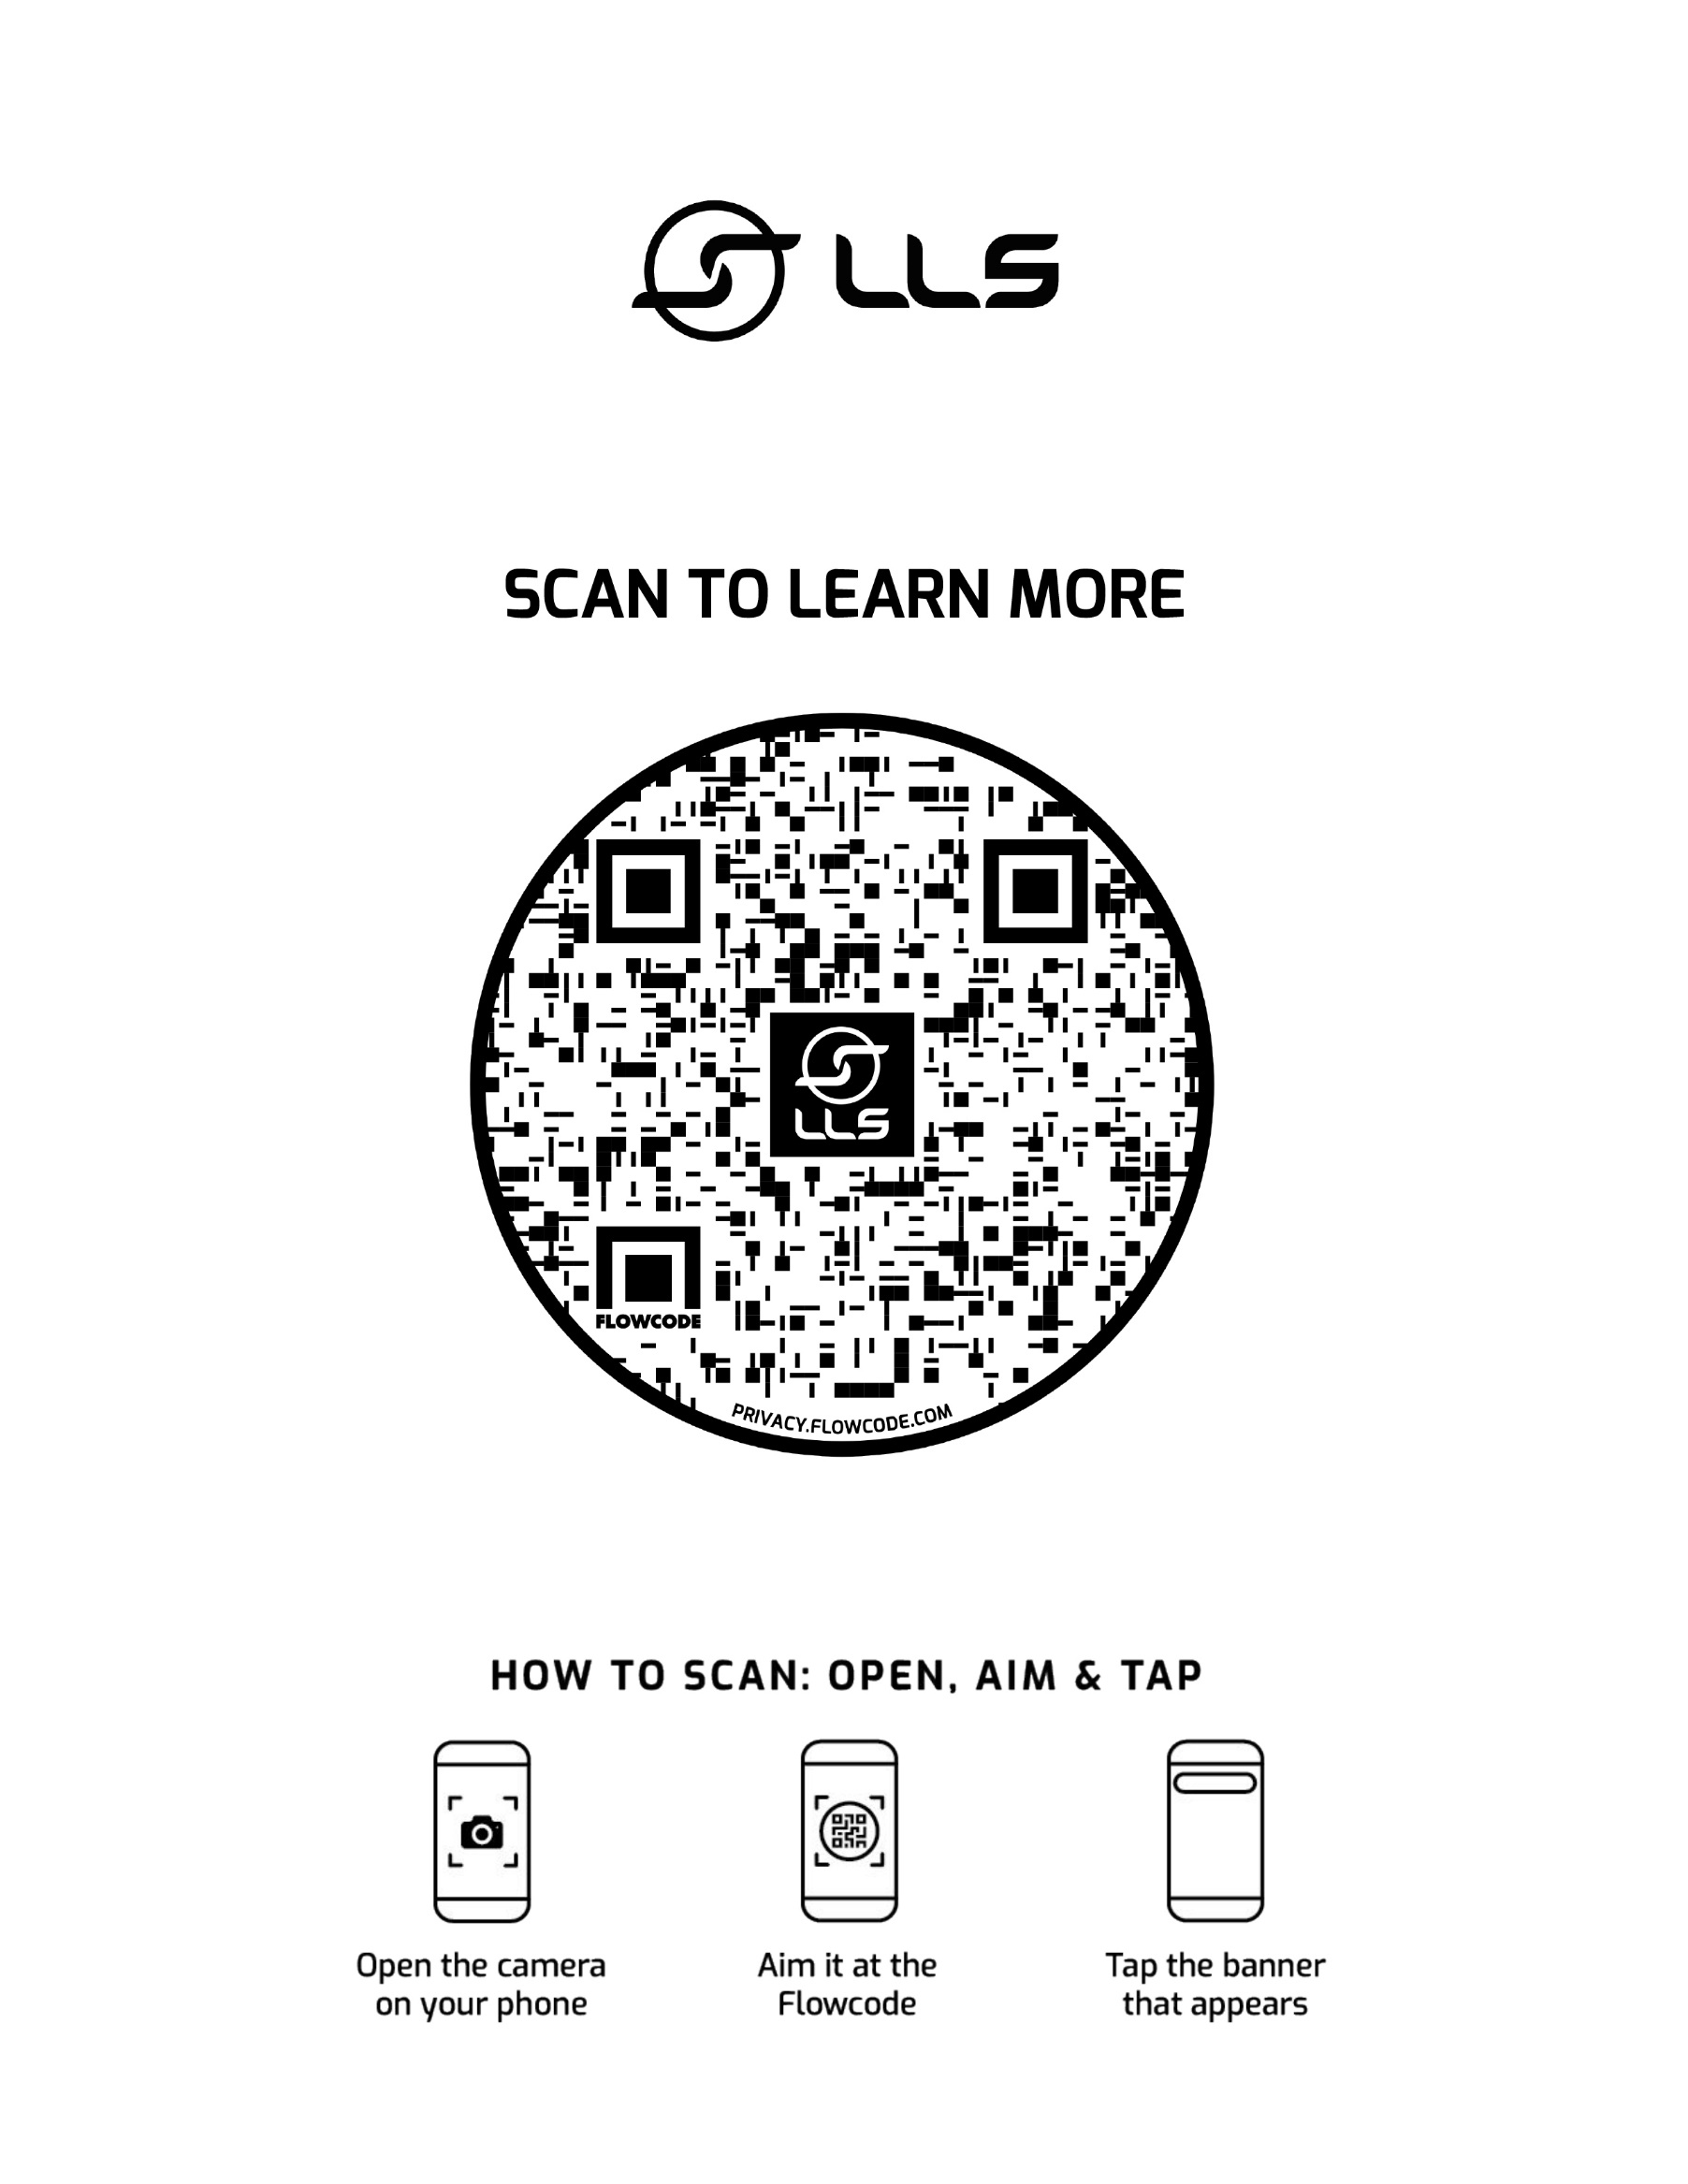 LLS
SCAN TO LEARN MORE
LLS
FLOWCODE
PRIVACY.FLOWCODE.COM
HOW TO SCAN: OPEN, AIM & TAP
Open the camera
on your phone
Aim it at the
Flowcode
Tap the banner
that appears